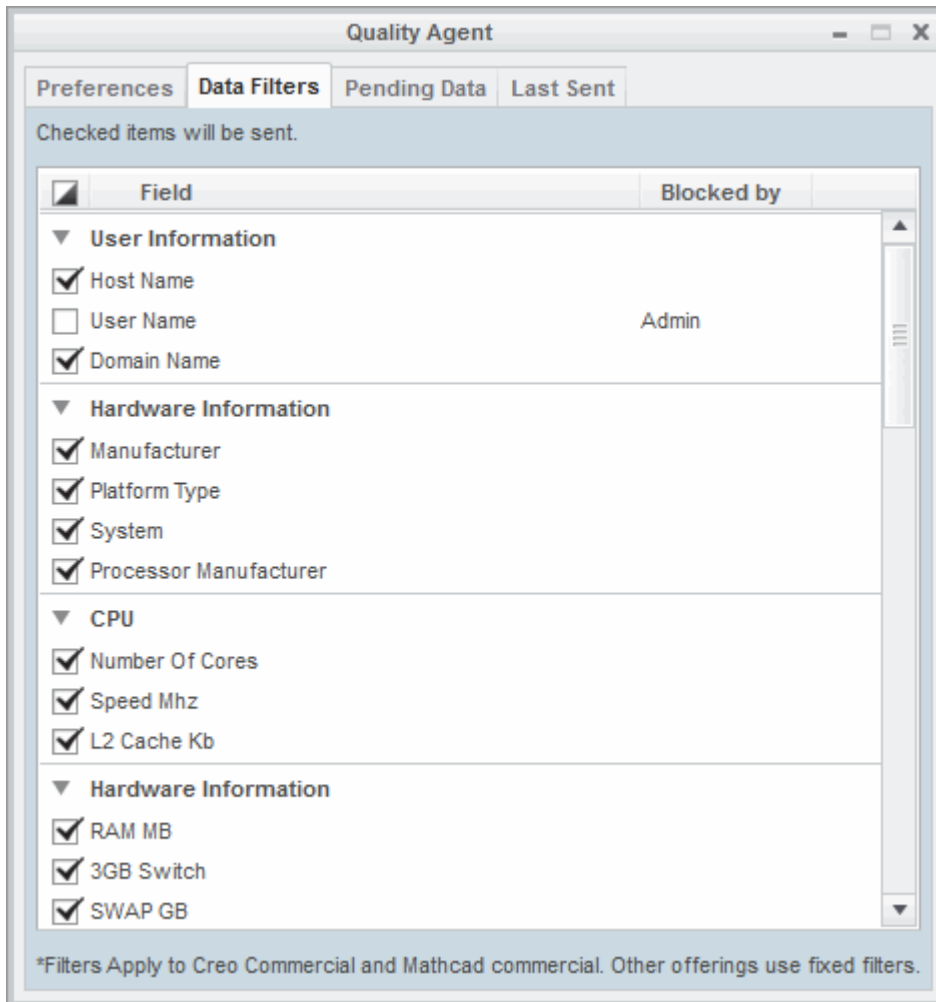 Quality Agent
Preferences Data Filters Pending Data Last Sent
Checked items will be sent.
Field Blocked by
User Information
Host Name
User Name Admin
Domain Name
Hardware Information
Manufacturer
Platform Type
System
Processor Manufacturer
CPU
Number Of Cores
Speed Mhz
L2 Cache Kb
Hardware Information
RAM MB
3GB Switch
SWAP GB
*Filters Apply to Creo Commercial and Mathcad commercial. Other offerings use fixed filters.